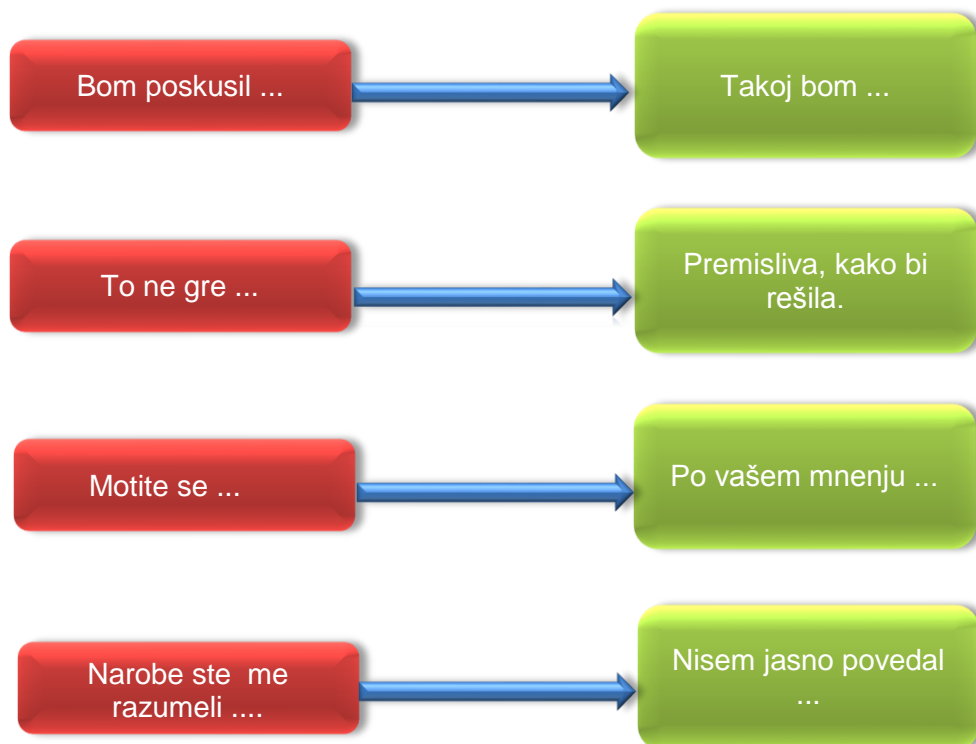 Bom poskusil ...
Takoj bom ...
To ne gre ...
Premisliva, kako bi
rešila.
Motite se ...
Po vašem mnenju ...
Narobe ste  me
razumeli ....
Nisem jasno povedal
...